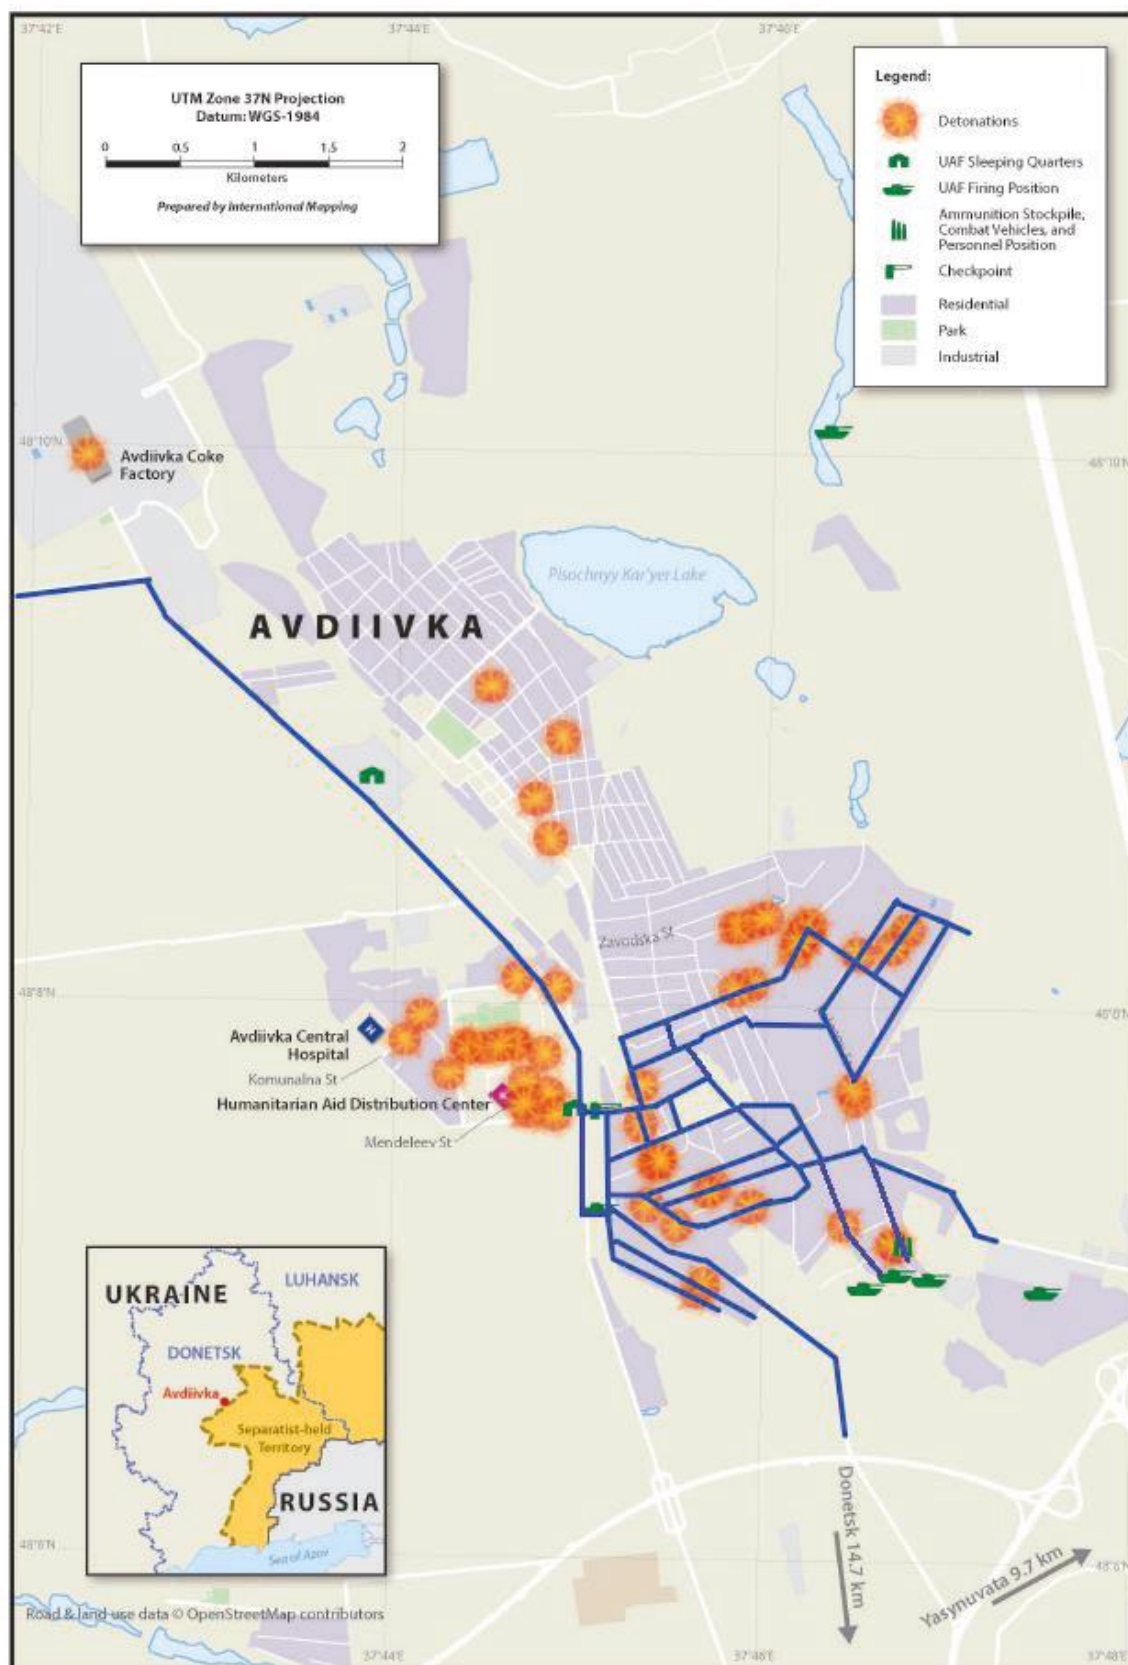 37°42'E
37°44'E
37°46'E
UTM Zone 37N Projection
Datum: WGS-1984
0 0.5 1 1.5 2
Kilometers
Prepared by International Mapping
Legend:
Detonations
UAF Sleeping Quarters
UAF Firing Position
Ammunition Stockpile,
Combat Vehicles, and
Personnel Position
Checkpoint
Residential
Park
Industrial
48°10'N
48°10'N
Avdiivka Coke
Factory
Pisochnyy Kar'yer Lake
AVDIIVKA
Zavodska St
48°8'N
Avdiivka Central
Hospital
H
Komunalna St
Humanitarian Aid Distribution Center
Mendeleev St
UKRAINE
LUHANSK
DONETSK
Avdiivka
Separatist-held
Territory
RUSSIA
Sea of Azov
48°6'N
48°6'N
Donetsk 14.7 km
Yasynuvata 9.7 km
Road & land use data © OpenStreetMap contributors
37°44'E
37°46'E
37°48'E